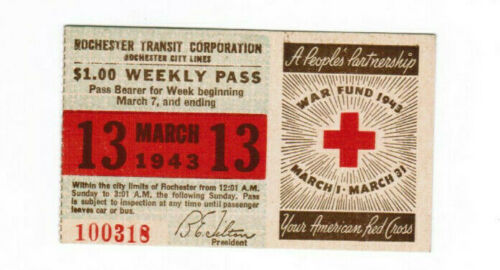 ROCHESTER TRANSIT CORPORATION
ROCHESTER CITY LINES
$1.00 WEEKLY PASS
Pass Bearer for Week beginning
March 7, and ending
13 MARCH 1943 13
Within the city limits of Rochester from 12:01 A.M.
Sunday to 3:01 A.M. the following Sunday. Pass
is subject to inspection at any time until passenger
leaves car or bus.
100318
B.E. Tilton
President
A People's Partnership
WAR FUND 1943
MARCH 1 - MARCH 31
Your American Red Cross